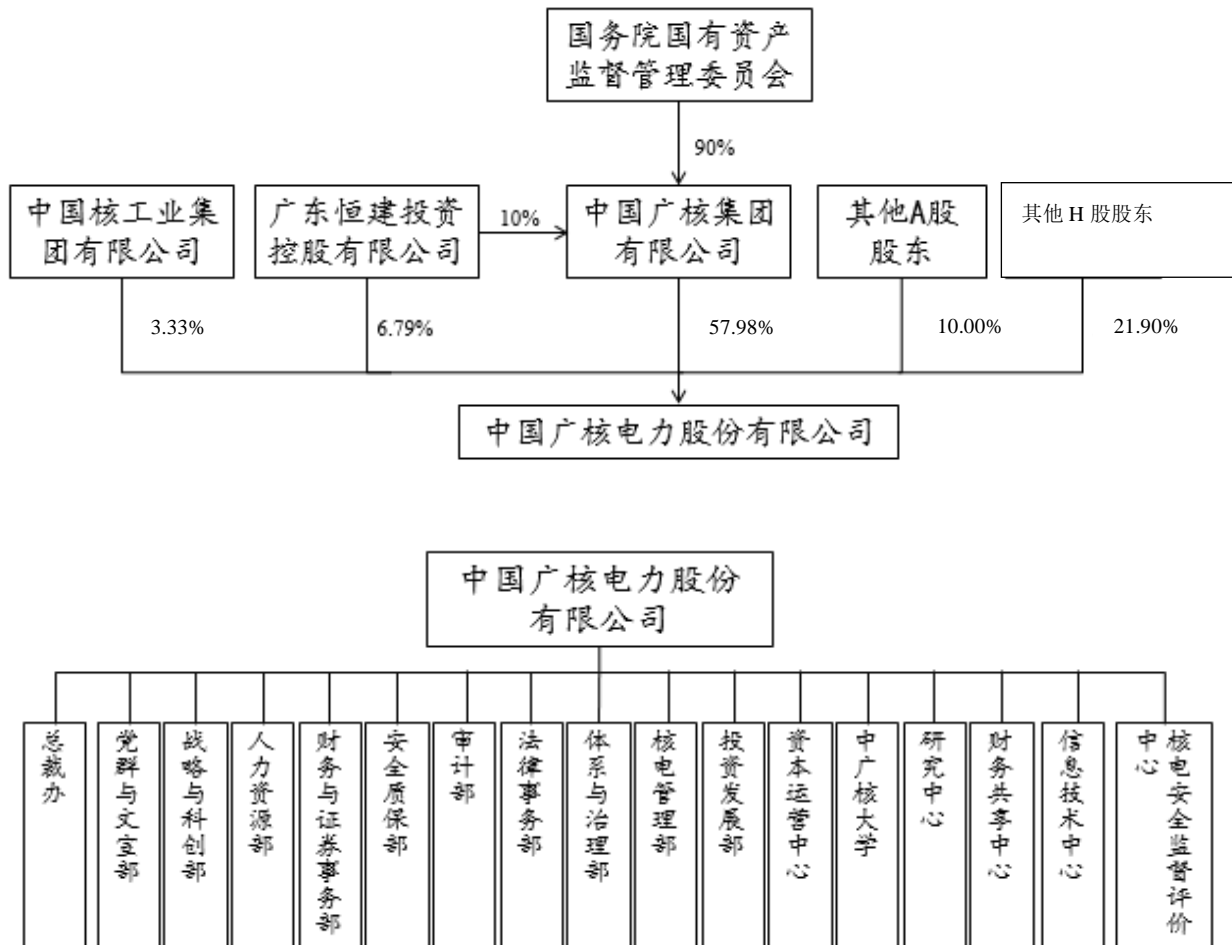 国务院国有资产
监督管理委员会
90%
中国核工业集
团有限公司
广东恒建投资
控股有限公司
10%
中国广核集团
有限公司
其他A股
股东
其他 H 股股东
3.33%
6.79%
57.98%
10.00%
21.90%
中国广核电力股份有限公司
中国广核电力股份
有限公司
总裁办
党群与文宣部
战略与科创部
人力资源部
财务与证券事务部
安全质保部
审计部
法律事务部
体系与治理部
核电管理部
投资发展部
资本运营中心
中广核大学
研究中心
财务共享中心
信息技术中心
核电安全监督评价
中心